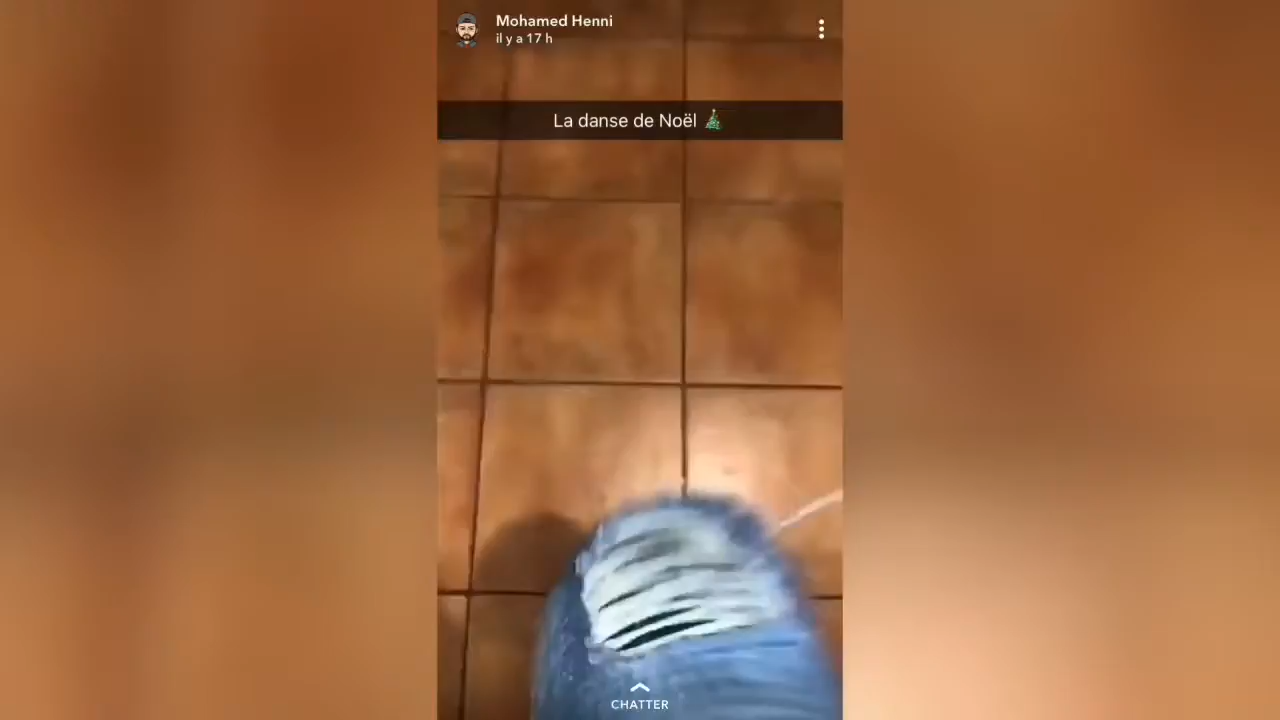 Mohamed Henni
il y a 17 h
La danse de Noël 🎄
CHATTER